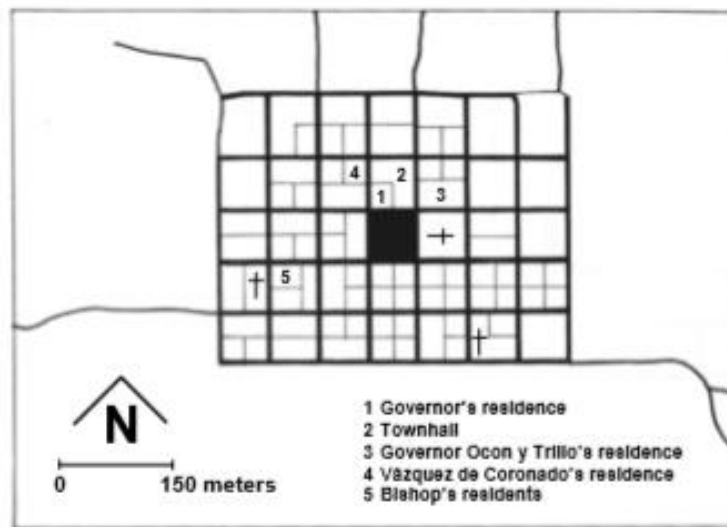 4 2
1 3
5
N
0 150 meters
1 Governor's residence
2 Townhall
3 Governor Ocon y Trillo's residence
4 Vázquez de Coronado's residence
5 Bishop's residents